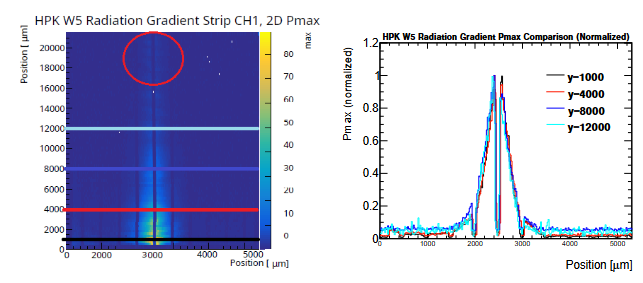 HPK W5 Radiation Gradient Strip CH1, 2D Pmax
Position [ μm]
max
20000
18000
16000
14000
12000
10000
8000
6000
4000
2000
0
0 2000 3000 4000 5000
Position [ μm]
80
70
60
50
40
30
20
10
0
HPK W5 Radiation Gradient Pmax Comparison (Normalized)
Pmax (normalized)
1.2
1
0.8
0.6
0.4
0.2
0
1000 2000 3000 4000 5000
Position [μm]
y-1000
y-4000
y-8000
y-12000